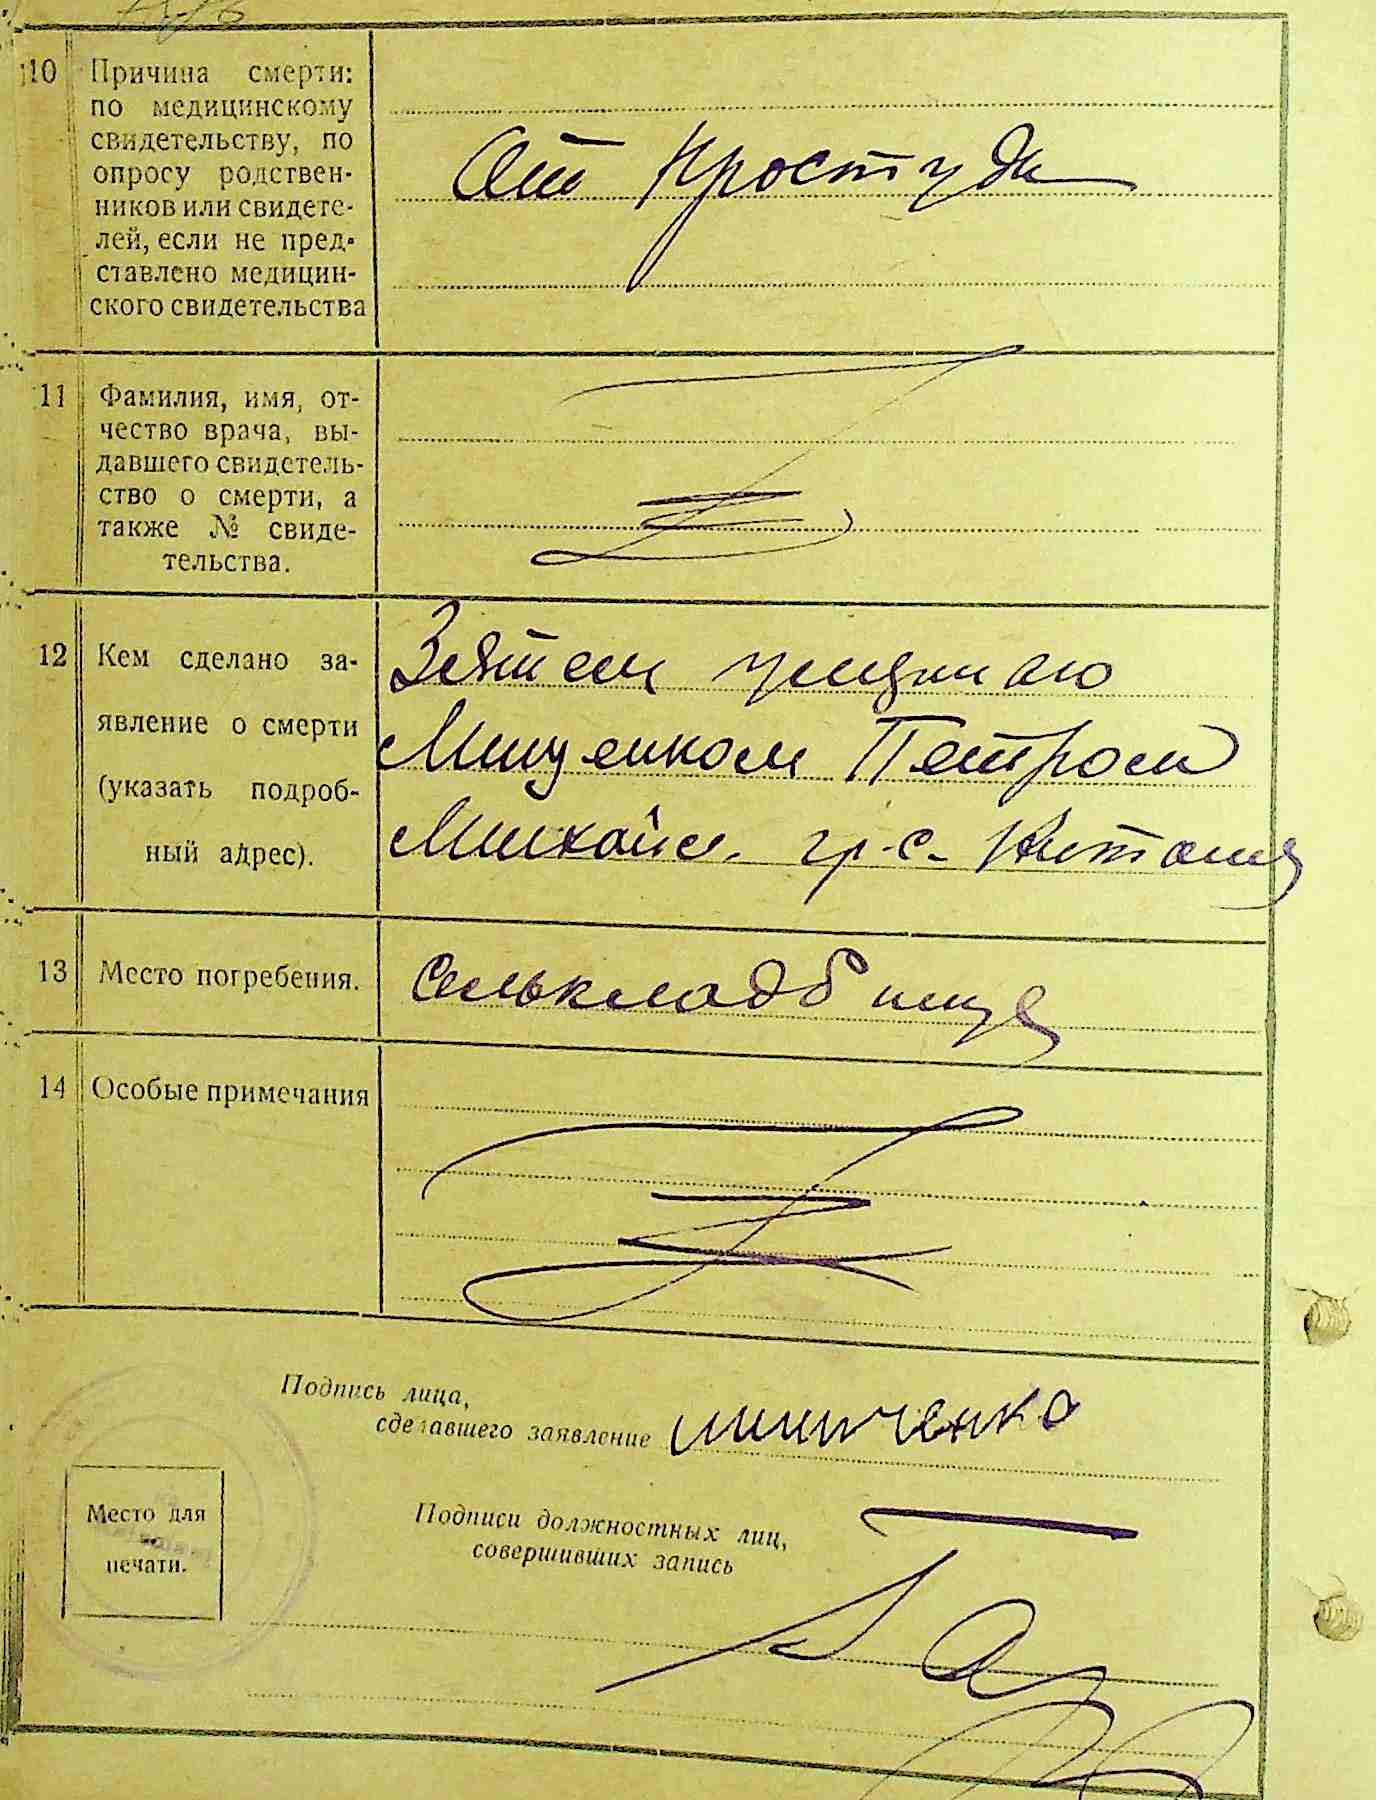 10 Причина смерти:
по медицинскому
свидетельству, по
опросу родствен-
ников или свидете-
лей, если не пред-
ставлено медицин-
ского свидетельства
От простуды
11 Фамилия, имя, от-
чество врача, вы-
давшего свидетель-
ство о смерти, а
также № свиде-
тельства.
12 Кем сделано за-
явление о смерти
(указать подроб-
ный адрес).
Зятем
Мищенком Петром
Михайл. гр. с.
13 Место погребения.
Селькладбище
14 Особые примечания
Подпись лица,
сделавшего заявление
Место для
печати.
Подписи должностных лиц,
совершивших запись